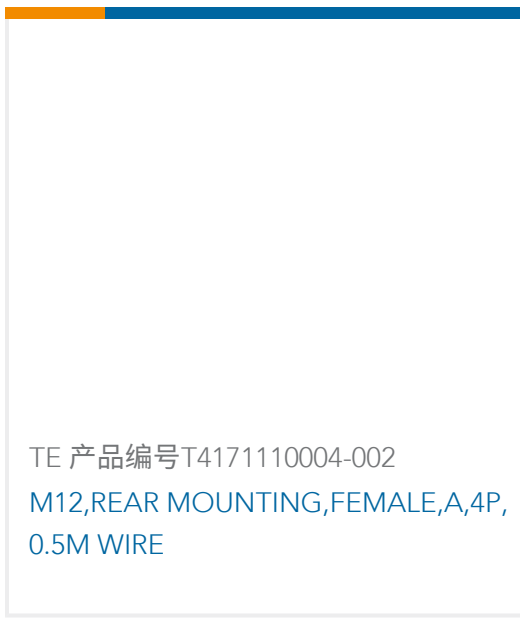 TE 产品编号T4171110004-002
M12,REAR MOUNTING,FEMALE,A,4P,
0.5M WIRE